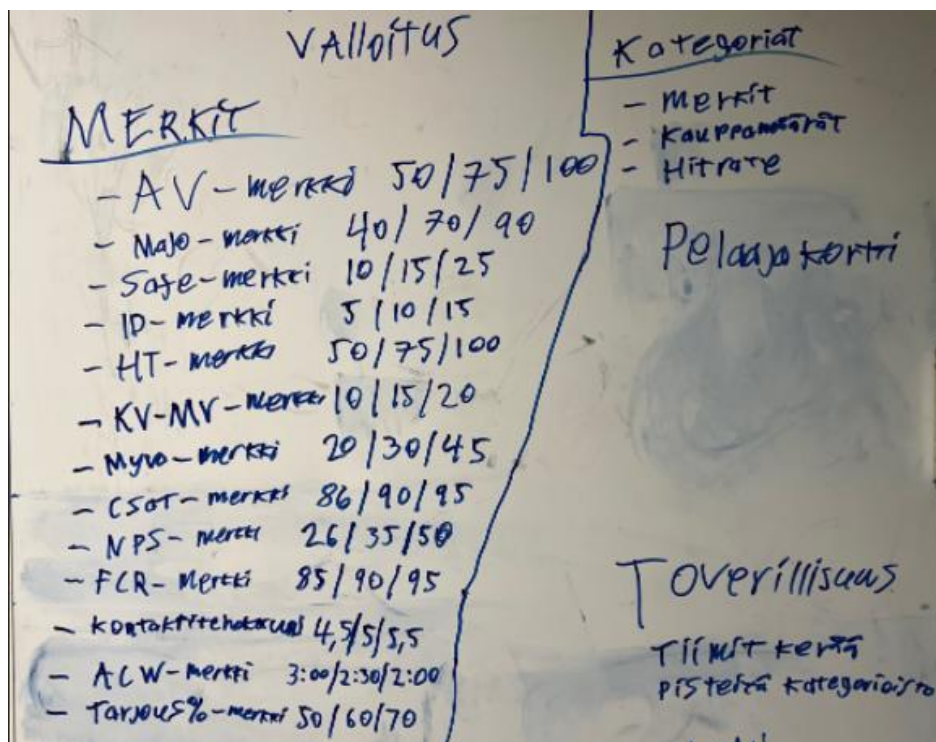 VAlloitUS
MERKIT
- AV-merkki 50/75/100
- Majo-merkki 40/70/90
- Safe-merkki 10/15/25
- ID-merkki 5/10/15
- HT-merkki 50/75/100
- KV-MV-merkki 10/15/20
- Myvo-merkki 20/30/45
- CSAT-merkki 86/90/95
- NPS-merkki 26/35/50
- FCR-merkki 85/90/95
- Kontaktitehokkuus 4,5/5/5,5
- ACW-merkki 3:00/2:30/2:00
- Tarjous%-merkki 50/60/70
Kategoriat
- merkit
- Kauppamäärät
- Hitrate
Pelaajakortti
Toverillisuus
Tiimit kerää
pisteitä kategorioista